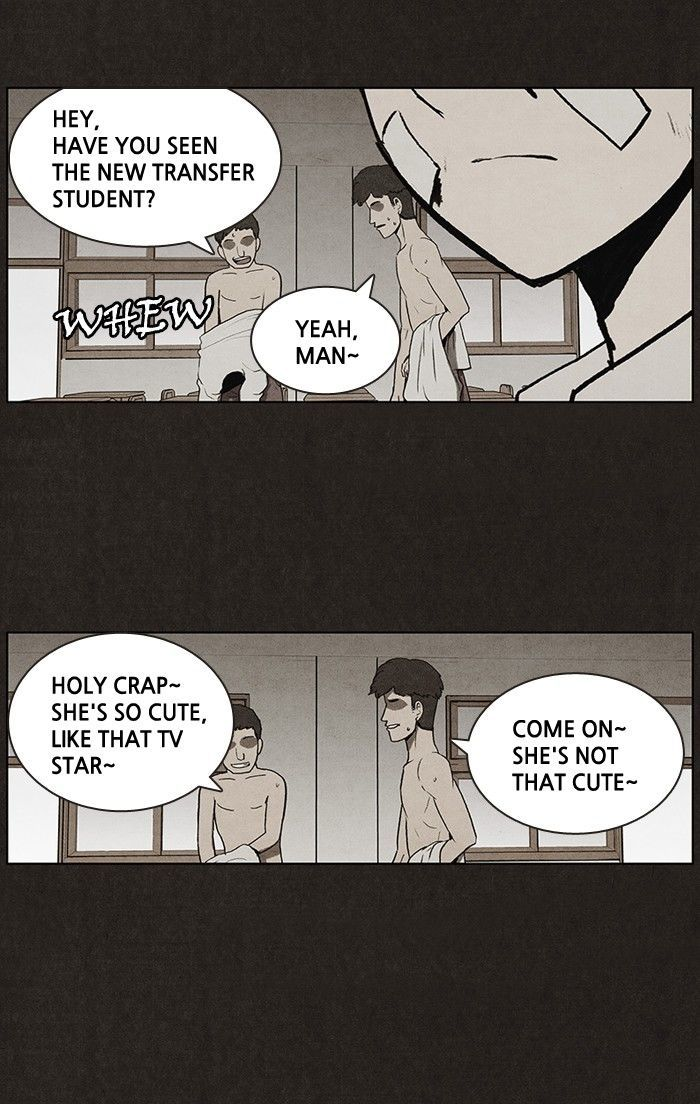 HEY,
HAVE YOU SEEN
THE NEW TRANSFER
STUDENT?
WHEW
YEAH,
MAN~
HOLY CRAP~
SHE'S SO CUTE,
LIKE THAT TV
STAR~
COME ON~
SHE'S NOT
THAT CUTE~